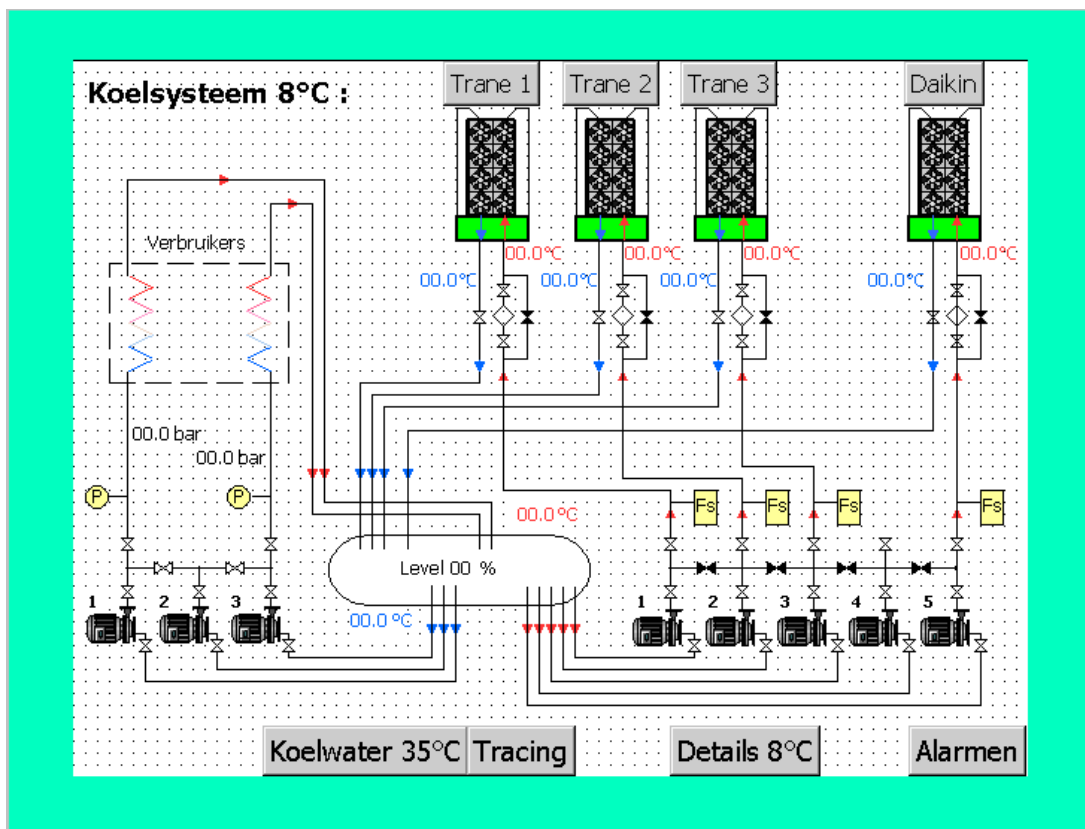 Koelsysteem 8°C :
Trane 1
Trane 2
Trane 3
Daikin
Verbruikers
00.0°C
00.0°C
00.0°C
00.0°C
00.0°C
00.0°C
00.0°C
00.0°C
00.0 bar
00.0 bar
P
P
Fs
Fs
Fs
Fs
00.0 °C
Level 00 %
00.0 °C
1
2
3
1
2
3
4
5
Koelwater 35°C
Tracing
Details 8°C
Alarmen